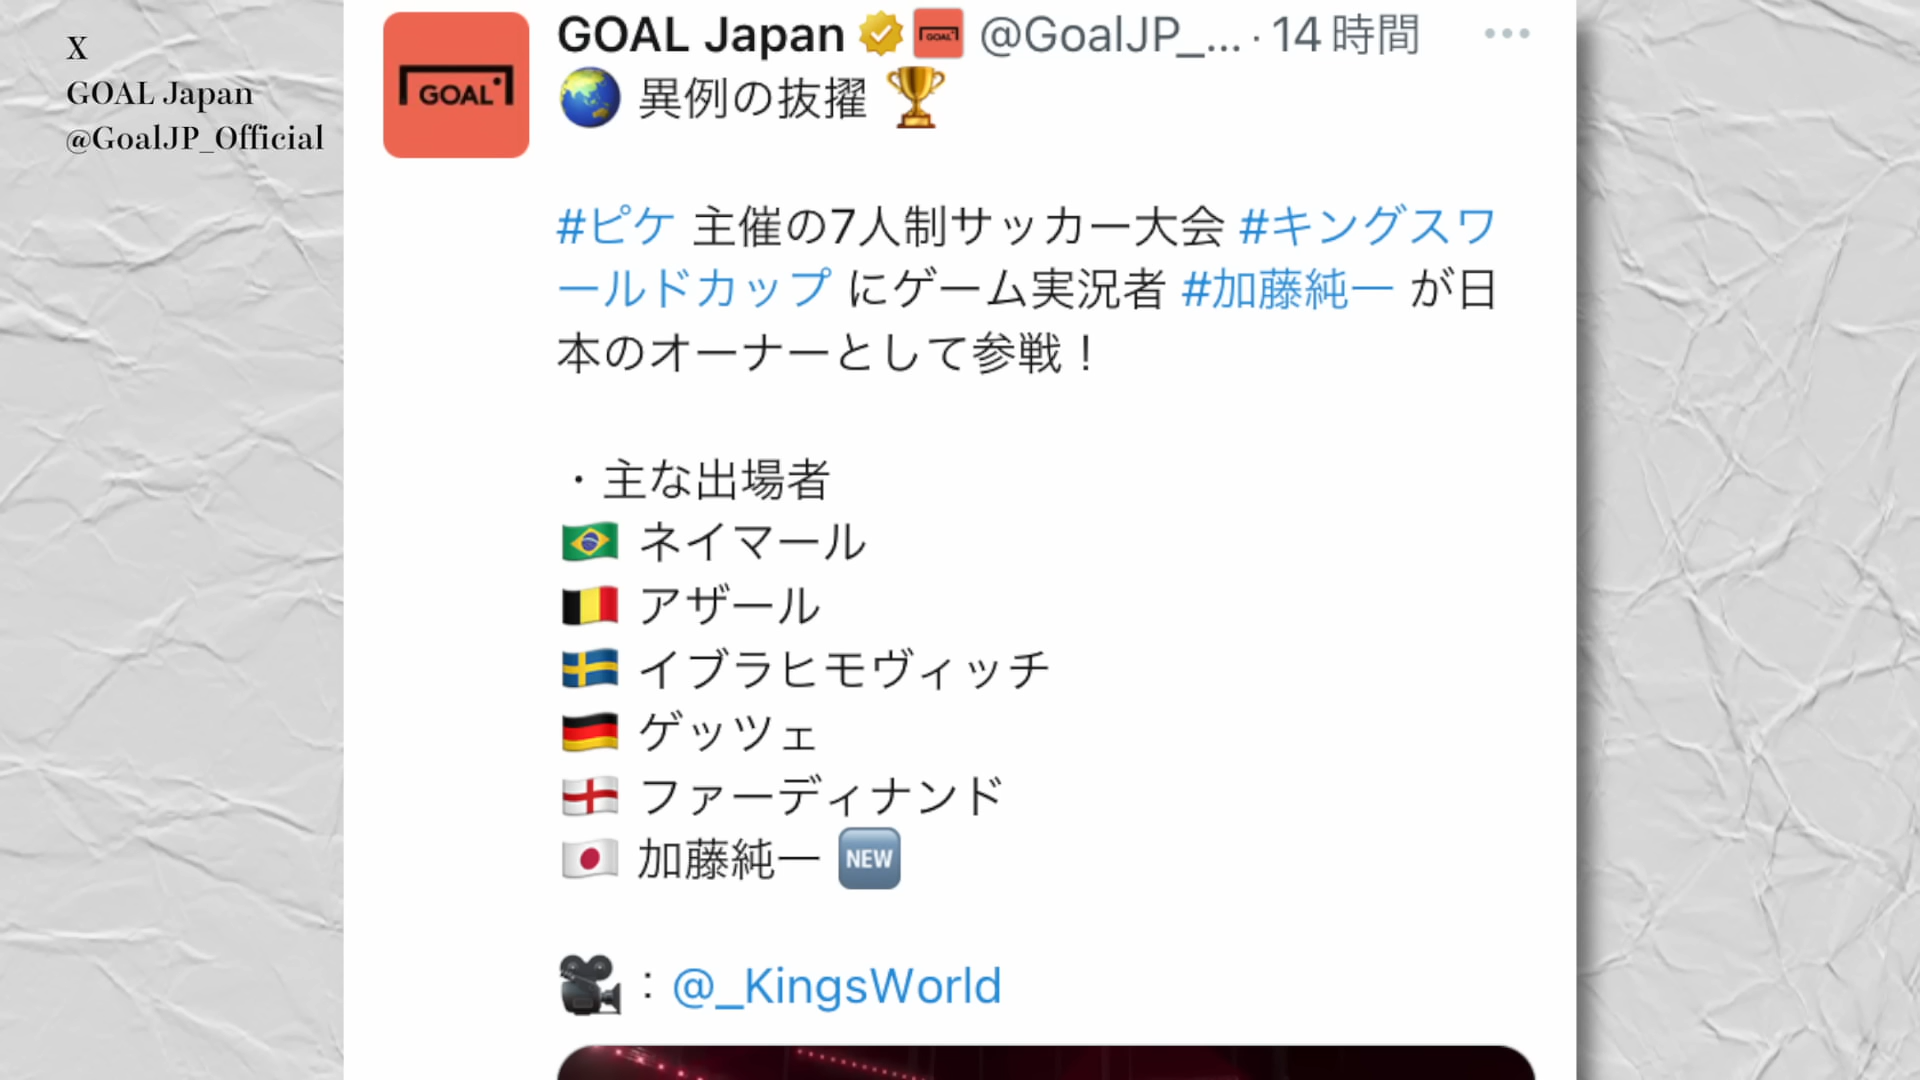 X
GOAL Japan
@GoalJP_Official
GOAL
GOAL Japan GOAL @GoalJP_... · 14時間
異例の抜擢
#ピケ 主催の7人制サッカー大会 #キングスワ
ールドカップ にゲーム実況者 #加藤純一 が日
本のオーナーとして参戦！
・主な出場者
ネイマール
アザール
イブラヒモヴィッチ
ゲッツェ
ファーディナンド
加藤純一 NEW
：@_KingsWorld